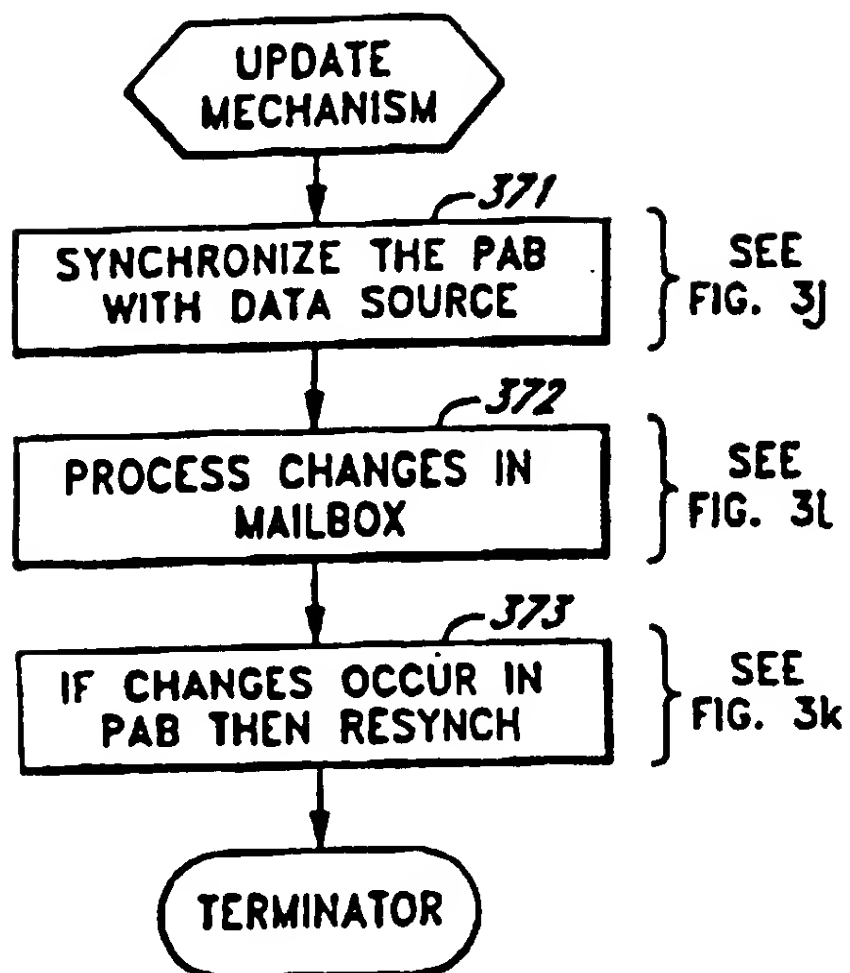 UPDATE
MECHANISM
371
SYNCHRONIZE THE PAB
WITH DATA SOURCE
SEE
FIG. 3j
372
PROCESS CHANGES IN
MAILBOX
SEE
FIG. 3l
373
IF CHANGES OCCUR IN
PAB THEN RESYNCH
SEE
FIG. 3k
TERMINATOR